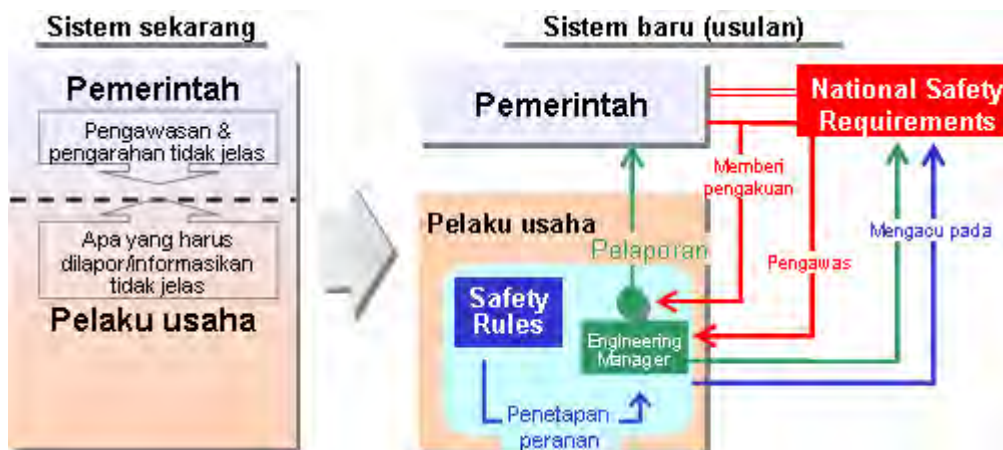 Sistem sekarang
Pemerintah
Pengawasan &
pengarahan tidak jelas
Apa yang harus
dilapor/informasikan
tidak jelas
Pelaku usaha
Sistem baru (usulan)
Pemerintah
National Safety
Requirements
Memberi
pengakuan
Pelaku usaha
Pelaporan
Pengawas
Mengacu pada
Safety
Rules
Engineering
Manager
Penetapan
peranan